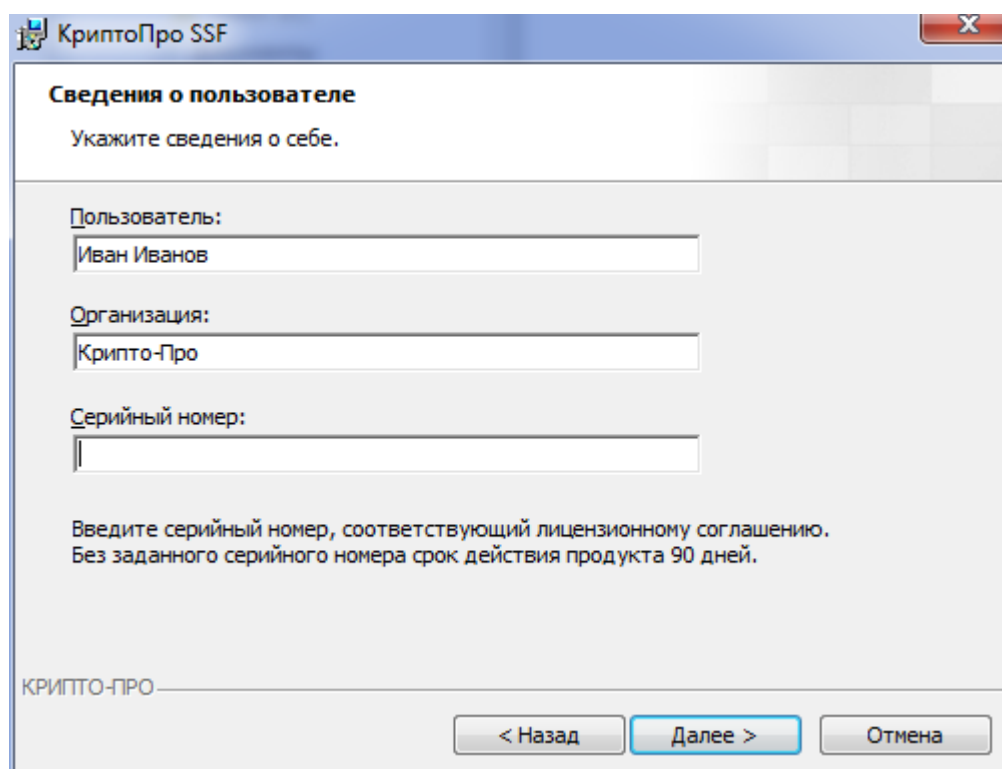 КриптоПро SSF
Сведения о пользователе
Укажите сведения о себе.
Пользователь:
Иван Иванов
Организация:
Крипто-Про
Серийный номер:
Введите серийный номер, соответствующий лицензионному соглашению.
Без заданного серийного номера срок действия продукта 90 дней.
КРИПТО-ПРО
< Назад
Далее >
Отмена